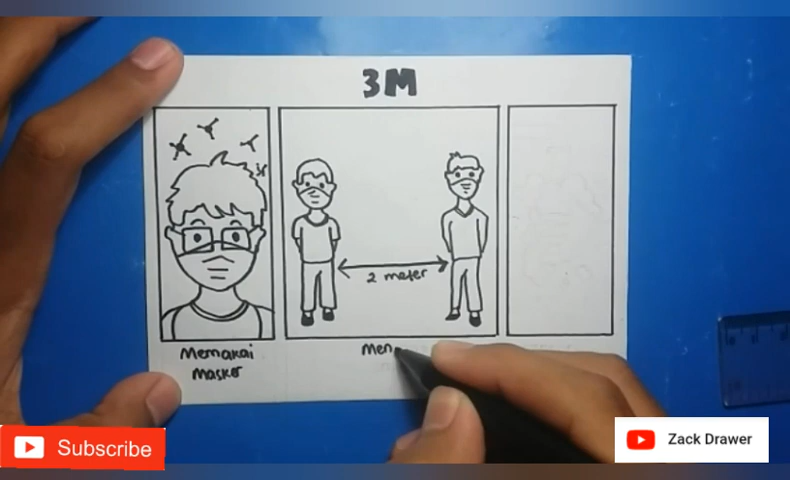 3M
2 meter
Memakai
Masker
Men
Subscribe
Zack Drawer